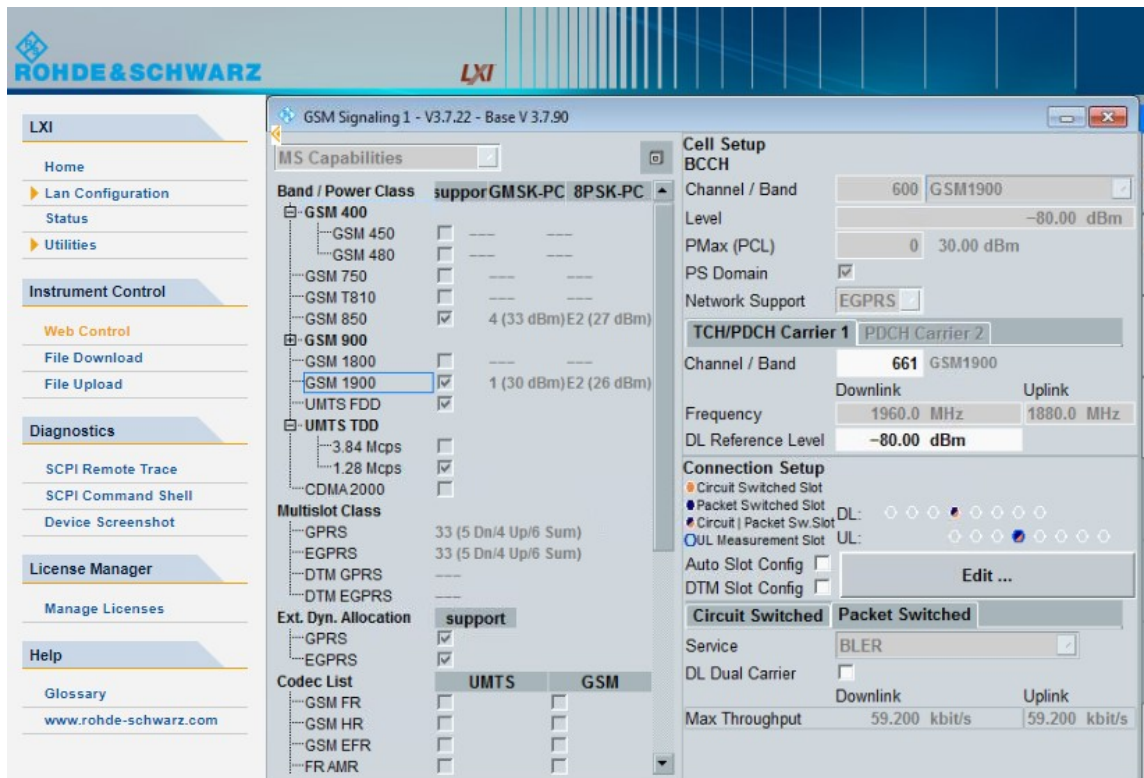 ROHDE&SCHWARZ
LXI
LXI
Home
Lan Configuration
Status
Utilities
Instrument Control
Web Control
File Download
File Upload
Diagnostics
SCPI Remote Trace
SCPI Command Shell
Device Screenshot
License Manager
Manage Licenses
Help
Glossary
www.rohde-schwarz.com
GSM Signaling 1 - V3.7.22 - Base V 3.7.90
MS Capabilities
Band / Power Class suppor GMSK-PC 8PSK-PC
GSM 400
GSM 450 --- ---
GSM 480 --- ---
GSM 750 --- ---
GSM T810 --- ---
GSM 850 4 (33 dBm) E2 (27 dBm)
GSM 900
GSM 1800 --- ---
GSM 1900 1 (30 dBm) E2 (26 dBm)
UMTS FDD
UMTS TDD
3.84 Mcps
1.28 Mcps
CDMA2000
Multislot Class
GPRS 33 (5 Dn/4 Up/6 Sum)
EGPRS 33 (5 Dn/4 Up/6 Sum)
DTM GPRS ---
DTM EGPRS ---
Ext. Dyn. Allocation support
GPRS
EGPRS
Codec List UMTS GSM
GSM FR
GSM HR
GSM EFR
FR AMR
Cell Setup
BCCH
Channel / Band 600 GSM1900
Level -80.00 dBm
PMax (PCL) 0 30.00 dBm
PS Domain
Network Support EGPRS
TCH/PDCH Carrier 1 PDCH Carrier 2
Channel / Band 661 GSM1900
Downlink Uplink
Frequency 1960.0 MHz 1880.0 MHz
DL Reference Level -80.00 dBm
Connection Setup
Circuit Switched Slot
Packet Switched Slot
Circuit | Packet Sw.Slot
UL Measurement Slot
DL:
UL:
Auto Slot Config
DTM Slot Config
Edit ...
Circuit Switched Packet Switched
Service BLER
DL Dual Carrier
Downlink Uplink
Max Throughput 59.200 kbit/s 59.200 kbit/s